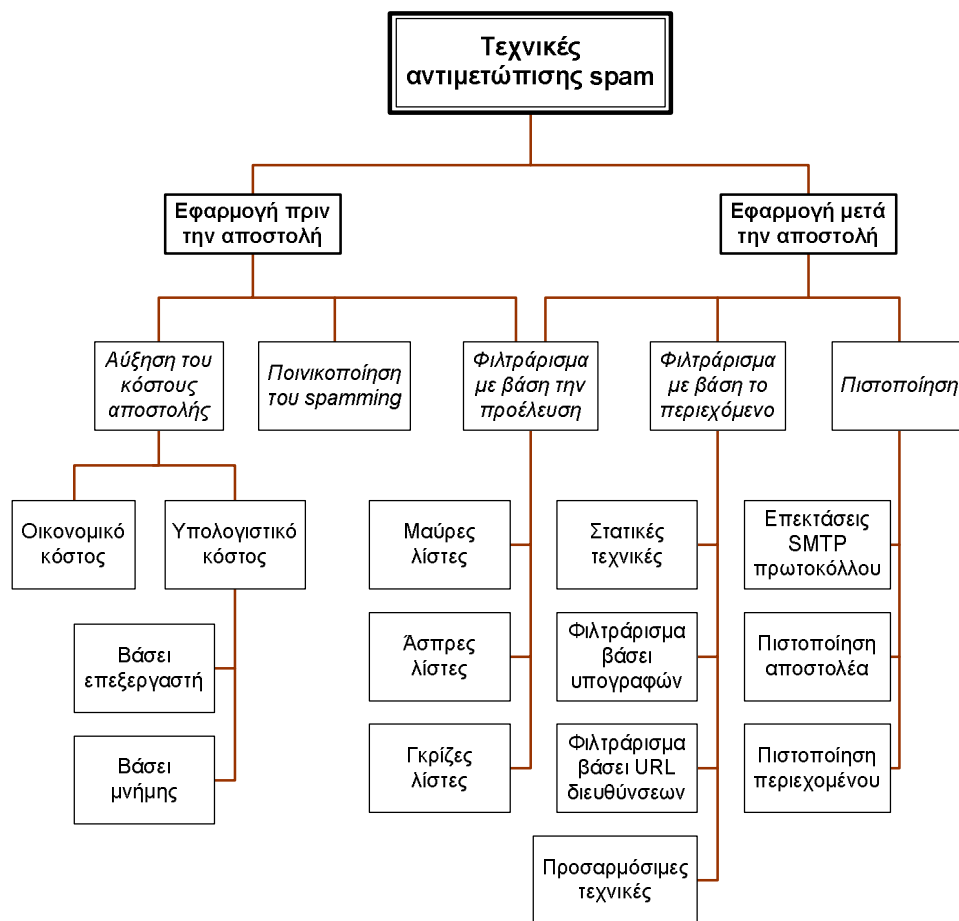 Τεχνικές
αντιμετώπισης spam
Εφαρμογή πριν
την αποστολή
Εφαρμογή μετά
την αποστολή
Αύξηση του
κόστους
αποστολής
Ποινικοποίηση
του spamming
Φιλτράρισμα
με βάση την
προέλευση
Φιλτράρισμα
με βάση το
περιεχόμενο
Πιστοποίηση
Οικονομικό
κόστος
Υπολογιστικό
κόστος
Μαύρες
λίστες
Στατικές
τεχνικές
Επεκτάσεις
SMTP
πρωτοκόλλου
Βάσει
επεξεργαστή
Άσπρες
λίστες
Φιλτράρισμα
βάσει
υπογραφών
Πιστοποίηση
αποστολέα
Βάσει
μνήμης
Γκρίζες
λίστες
Φιλτράρισμα
βάσει URL
διευθύνσεων
Πιστοποίηση
περιεχομένου
Προσαρμόσιμες
τεχνικές